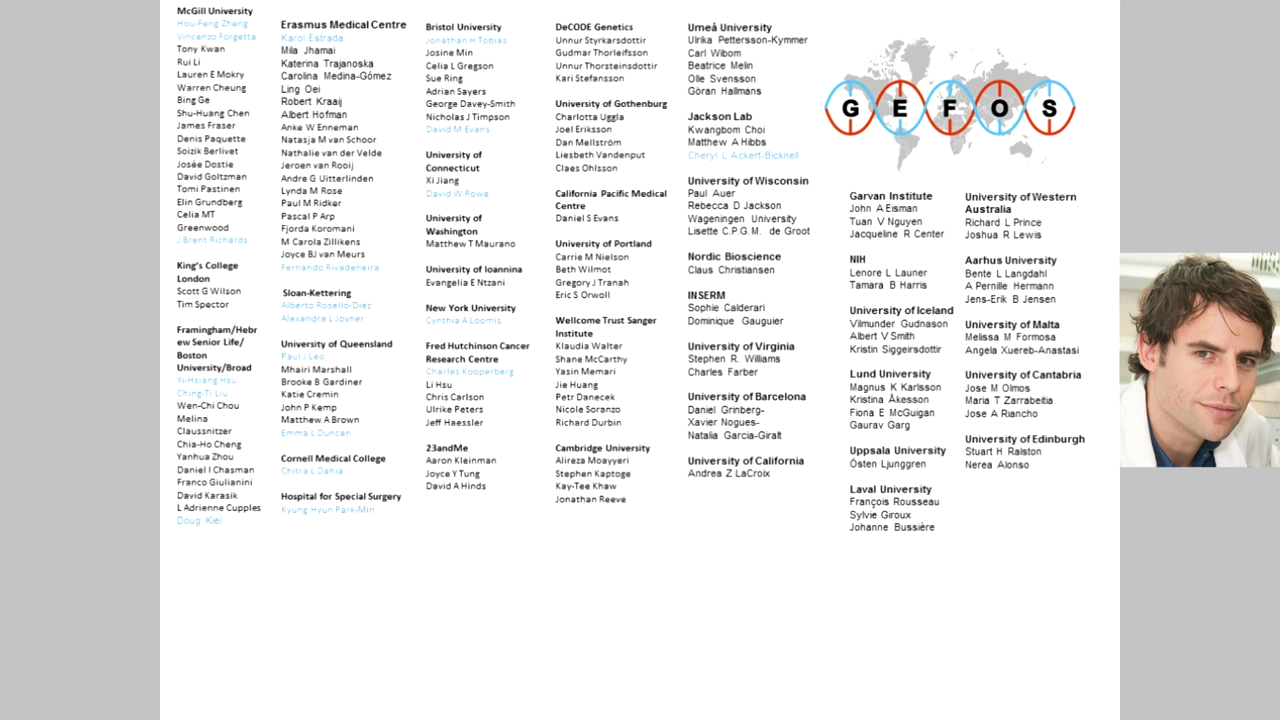 McGill University
Hou-Feng Zheng
Vincenzo Forgetta
Tony Kwan
Rui Li
Lauren E Mokry
Warren Cheung
Bing Ge
Shu-Huang Chen
James Fraser
Denis Paquette
Soizik Berlivet
Josée Dostie
David Goltzman
Tomi Pastinen
Elin Grundberg
Celia MT
Greenwood
J Brent Richards
King's College
London
Scott G Wilson
Tim Spector
Framingham/Hebr
ew Senior Life/
Boston
University/Broad
Yi-Hsiang Hsu
Ching-Ti Liu
Wen-Chi Chou
Melina
Claussnitzer
Chia-Ho Cheng
Yanhua Zhou
Daniel I Chasman
Franco Giulianini
David Karasik
L Adrienne Cupples
Doug Kiel
Erasmus Medical Centre
Karol Estrada
Mila Jhamai
Katerina Trajanoska
Carolina Medina-Gómez
Ling Oei
Robert Kraaij
Albert Hofman
Anke W Enneman
Natasja M van Schoor
Nathalie van der Velde
Jeroen van Rooij
Andre G Uitterlinden
Lynda M Rose
Paul M Ridker
Pascal P Arp
Fjorda Koromani
M Carola Zillikens
Joyce BJ van Meurs
Fernando Rivadeneira
Sloan-Kettering
Alberto Rosello-Diez
Alexandra L Joyner
University of Queensland
Paul J Leo
Mhairi Marshall
Brooke B Gardiner
Katie Cremin
John P Kemp
Matthew A Brown
Emma L Duncan
Cornell Medical College
Chitra L Dahia
Hospital for Special Surgery
Kyung Hyun Park-Min
Bristol University
Jonathan H Tobias
Josine Min
Celia L Gregson
Sue Ring
Adrian Sayers
George Davey-Smith
Nicholas J Timpson
David M Evans
University of
Connecticut
Xi Jiang
David W Rowe
University of
Washington
Matthew T Maurano
University of Ioannina
Evangelia E Ntzani
New York University
Cynthia A Loomis
Fred Hutchinson Cancer
Research Centre
Charles Kooperberg
Li Hsu
Chris Carlson
Ulrike Peters
Jeff Haessler
23andMe
Aaron Kleinman
Joyce Y Tung
David A Hinds
DeCODE Genetics
Unnur Styrkarsdottir
Gudmar Thorleifsson
Unnur Thorsteinsdottir
Kari Stefansson
University of Gothenburg
Charlotta Uggla
Joel Eriksson
Dan Mellström
Liesbeth Vandenput
Claes Ohlsson
California Pacific Medical
Centre
Daniel S Evans
University of Portland
Carrie M Nielson
Beth Wilmot
Gregory J Tranah
Eric S Orwoll
Wellcome Trust Sanger
Institute
Klaudia Walter
Shane McCarthy
Yasin Memari
Jie Huang
Petr Danecek
Nicole Soranzo
Richard Durbin
Cambridge University
Alireza Moayyeri
Stephen Kaptoge
Kay-Tee Khaw
Jonathan Reeve
Umeå University
Ulrika Pettersson-Kymmer
Carl Wibom
Beatrice Melin
Olle Svensson
Göran Hallmans
Jackson Lab
Kwangbom Choi
Matthew A Hibbs
Cheryl L Ackert-Bicknell
University of Wisconsin
Paul Auer
Rebecca D Jackson
Wageningen University
Lisette C.P.G.M. de Groot
Nordic Bioscience
Claus Christiansen
INSERM
Sophie Calderari
Dominique Gauguier
University of Virginia
Stephen R. Williams
Charles Farber
University of Barcelona
Daniel Grinberg-
Xavier Nogues-
Natalia Garcia-Giralt
University of California
Andrea Z LaCroix
GEFOS
Garvan Institute
John A Eisman
Tuan V Nguyen
Jacqueline R Center
NIH
Lenore L Launer
Tamara B Harris
University of Iceland
Vilmunder Gudnason
Albert V Smith
Kristin Siggeirsdottir
Lund University
Magnus K Karlsson
Kristina Åkesson
Fiona E McGuigan
Gaurav Garg
Uppsala University
Östen Ljunggren
Laval University
François Rousseau
Sylvie Giroux
Johanne Bussière
University of Western
Australia
Richard L Prince
Joshua R Lewis
Aarhus University
Bente L Langdahl
A Pernille Hermann
Jens-Erik B Jensen
University of Malta
Melissa M Formosa
Angela Xuereb-Anastasi
University of Cantabria
Jose M Olmos
Maria T Zarrabeitia
Jose A Riancho
University of Edinburgh
Stuart H Ralston
Nerea Alonso